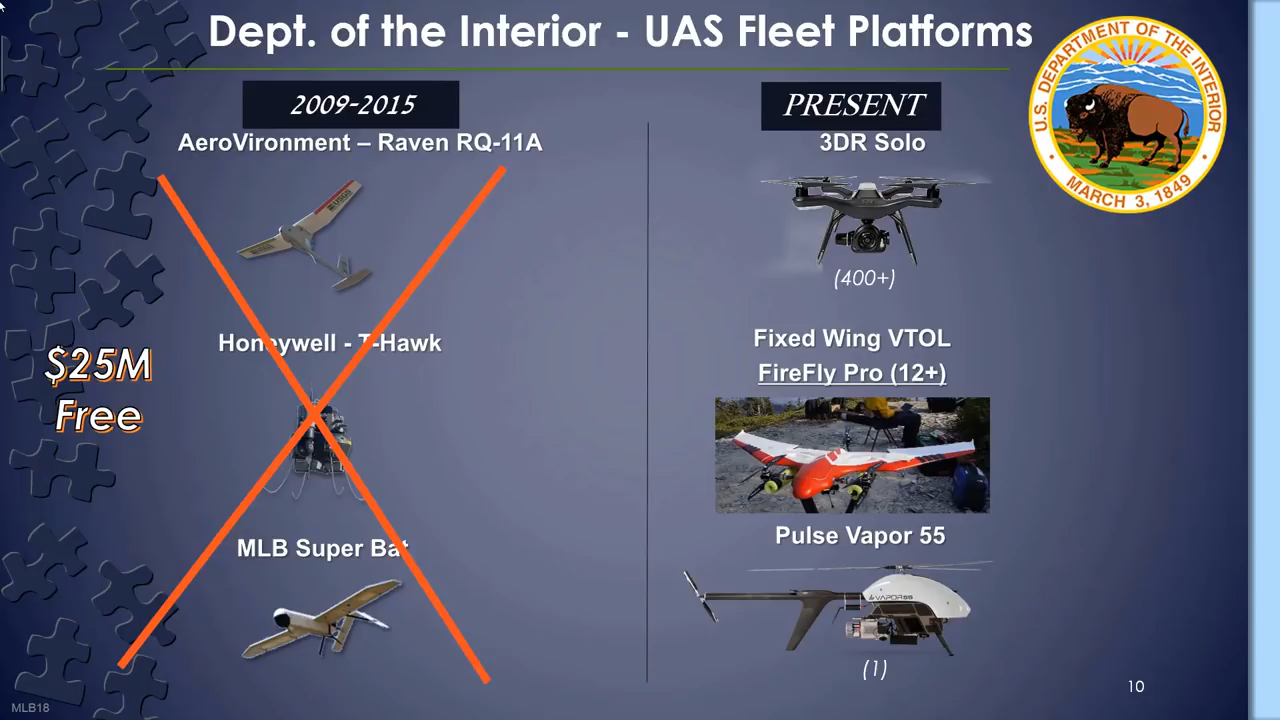 Dept. of the Interior - UAS Fleet Platforms
U.S. DEPARTMENT OF THE INTERIOR
MARCH 3, 1849
2009-2015
AeroVironment – Raven RQ-11A
USGS
Honeywell - T-Hawk
$25M
Free
MLB Super Bat
PRESENT
3DR Solo
(400+)
Fixed Wing VTOL
FireFly Pro (12+)
Pulse Vapor 55
VAPOR55
(1)
10
MLB18